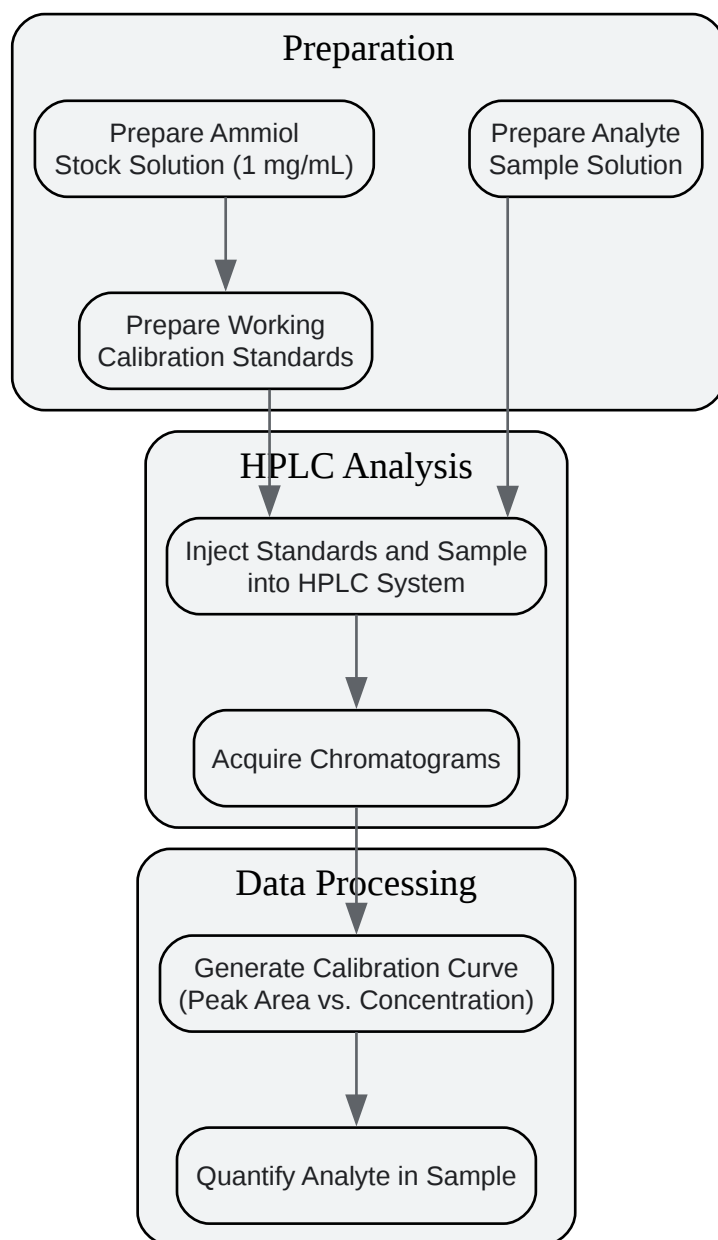 Preparation
Prepare Ammiol
Stock Solution (1 mg/mL)
Prepare Analyte
Sample Solution
Prepare Working
Calibration Standards
HPLC Analysis
Inject Standards and Sample
into HPLC System
Acquire Chromatograms
Data Processing
Generate Calibration Curve
(Peak Area vs. Concentration)
Quantify Analyte in Sample